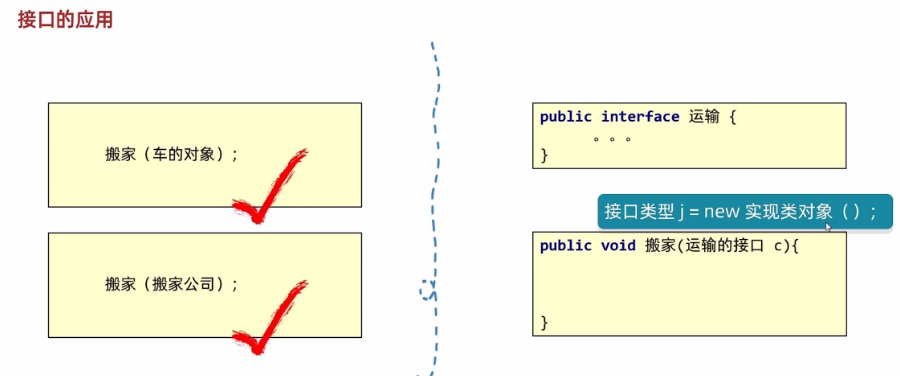 接口的应用
搬家（车的对象）;
搬家（搬家公司）;
public interface 运输 {
。。。
}
接口类型 j = new 实现类对象（）;
public void 搬家(运输的接口 c){
}